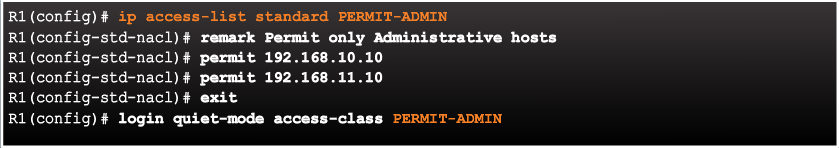 R1(config)# ip access-list standard PERMIT-ADMIN
R1(config-std-nacl)# remark Permit only Administrative hosts
R1(config-std-nacl)# permit 192.168.10.10
R1(config-std-nacl)# permit 192.168.11.10
R1(config-std-nacl)# exit
R1(config)# login quiet-mode access-class PERMIT-ADMIN